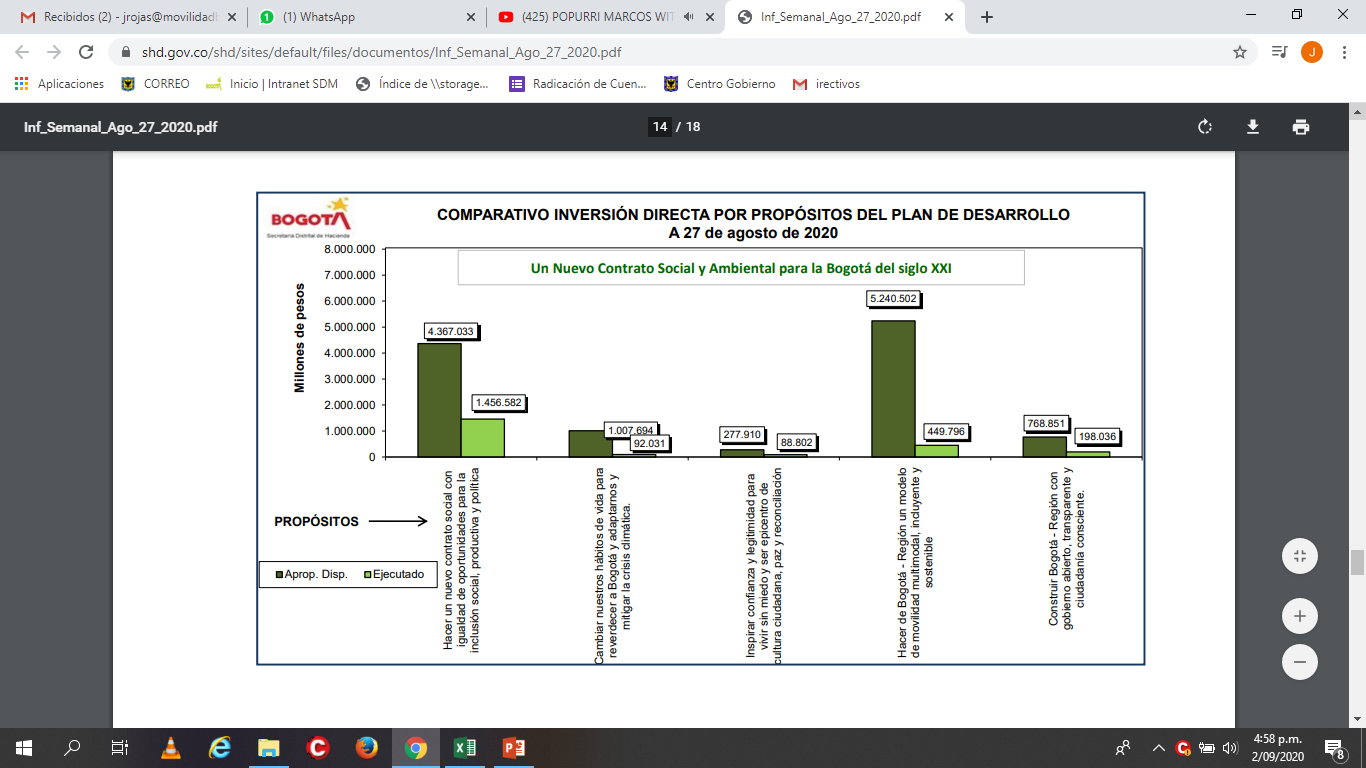 Recibidos (2) - jrojas@movilidadb
(1) WhatsApp
(425) POPURRI MARCOS WIT
Inf_Semanal_Ago_27_2020.pdf
shd.gov.co/shd/sites/default/files/documentos/Inf_Semanal_Ago_27_2020.pdf
J
Aplicaciones
CORREO
Inicio | Intranet SDM
Índice de \\storage...
Radicación de Cuen...
Centro Gobierno
irectivos
Inf_Semanal_Ago_27_2020.pdf
14 / 18
BOGOTÁ
Secretaría Distrital de Hacienda
COMPARATIVO INVERSIÓN DIRECTA POR PROPÓSITOS DEL PLAN DE DESARROLLO
A 27 de agosto de 2020
Un Nuevo Contrato Social y Ambiental para la Bogotá del siglo XXI
Millones de pesos
8.000.000
7.000.000
6.000.000
5.000.000
4.000.000
3.000.000
2.000.000
1.000.000
0
4.367.033
1.456.582
1.007.694
92.031
277.910
88.802
5.240.502
449.796
768.851
198.036
PROPÓSITOS
Hacer un nuevo contrato social con
igualdad de oportunidades para la
inclusión social, productiva y política
Cambiar nuestros hábitos de vida para
reverdecer a Bogotá y adaptarnos y
mitigar la crisis climática.
Inspirar confianza y legitimidad para
vivir sin miedo y ser epicentro de
cultura ciudadana, paz y reconciliación
Hacer de Bogotá - Región un modelo
de movilidad multimodal, incluyente y
sostenible
Construir Bogotá - Región con
gobierno abierto, transparente y
ciudadanía consciente.
Aprop. Disp.
Ejecutado
4:58 p.m.
2/09/2020
8